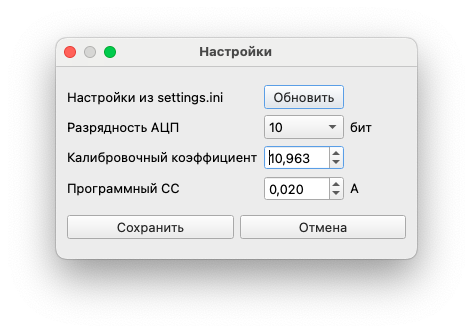 Настройки
Настройки из settings.ini Обновить
Разрядность АЦП 10 бит
Калибровочный коэффициент 10,963
Программный СС 0,020 А
Сохранить Отмена